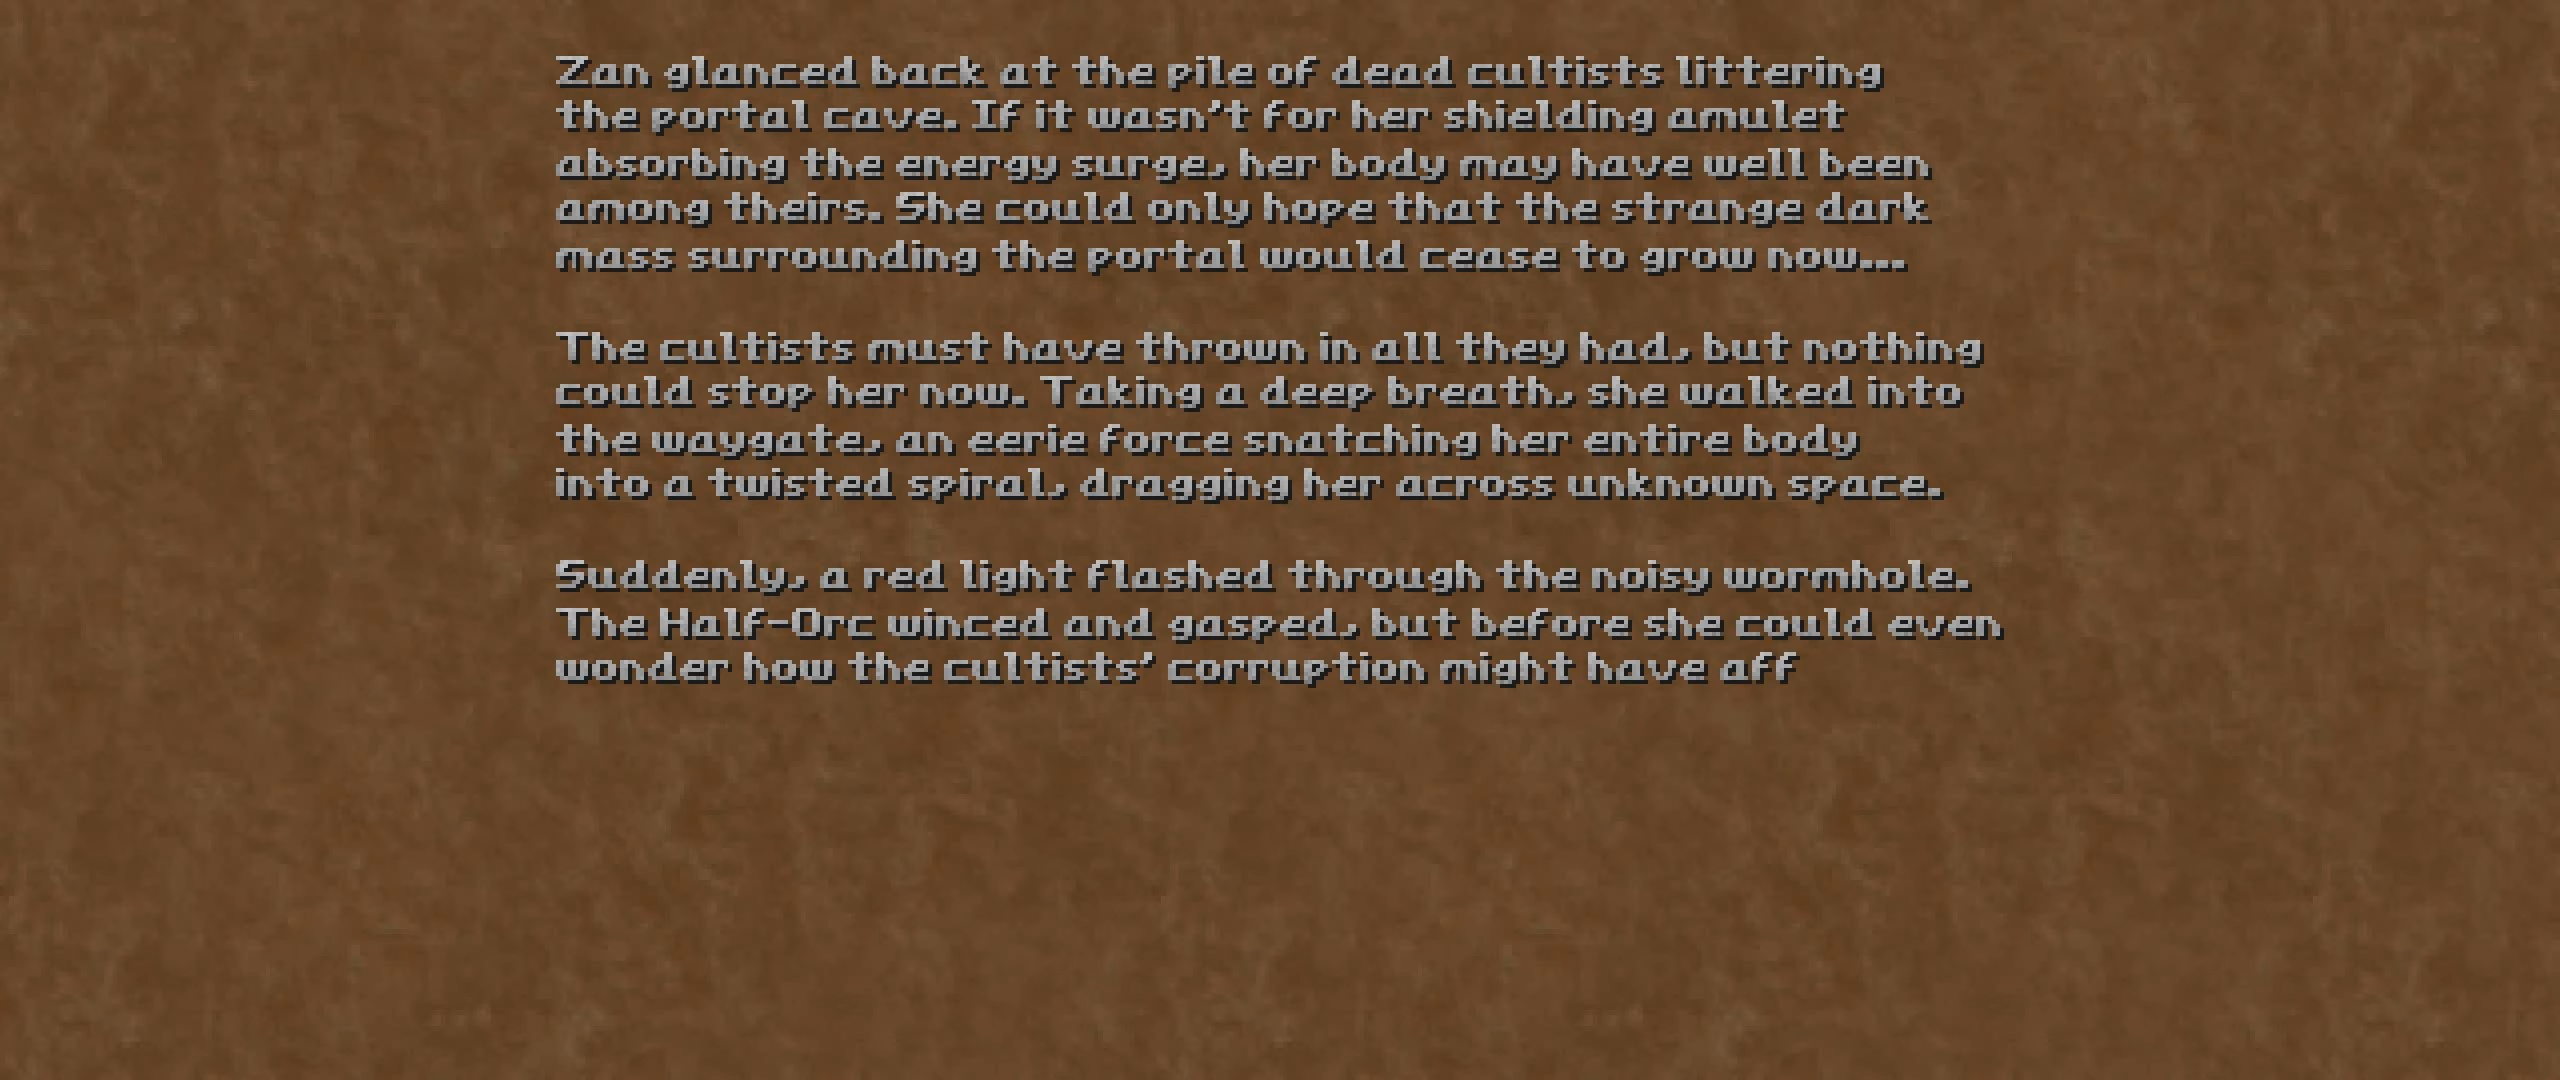 Zan glanced back at the pile of dead cultists littering
the portal cave. If it wasn't for her shielding amulet
absorbing the energy surge, her body may have well been
among theirs. She could only hope that the strange dark
mass surrounding the portal would cease to grow now...

The cultists must have thrown in all they had, but nothing
could stop her now. Taking a deep breath, she walked into
the waygate, an eerie force snatching her entire body
into a twisted spiral, dragging her across unknown space.

Suddenly, a red light flashed through the noisy wormhole.
The Half-Orc winced and gasped, but before she could even
wonder how the cultists' corruption might have aff